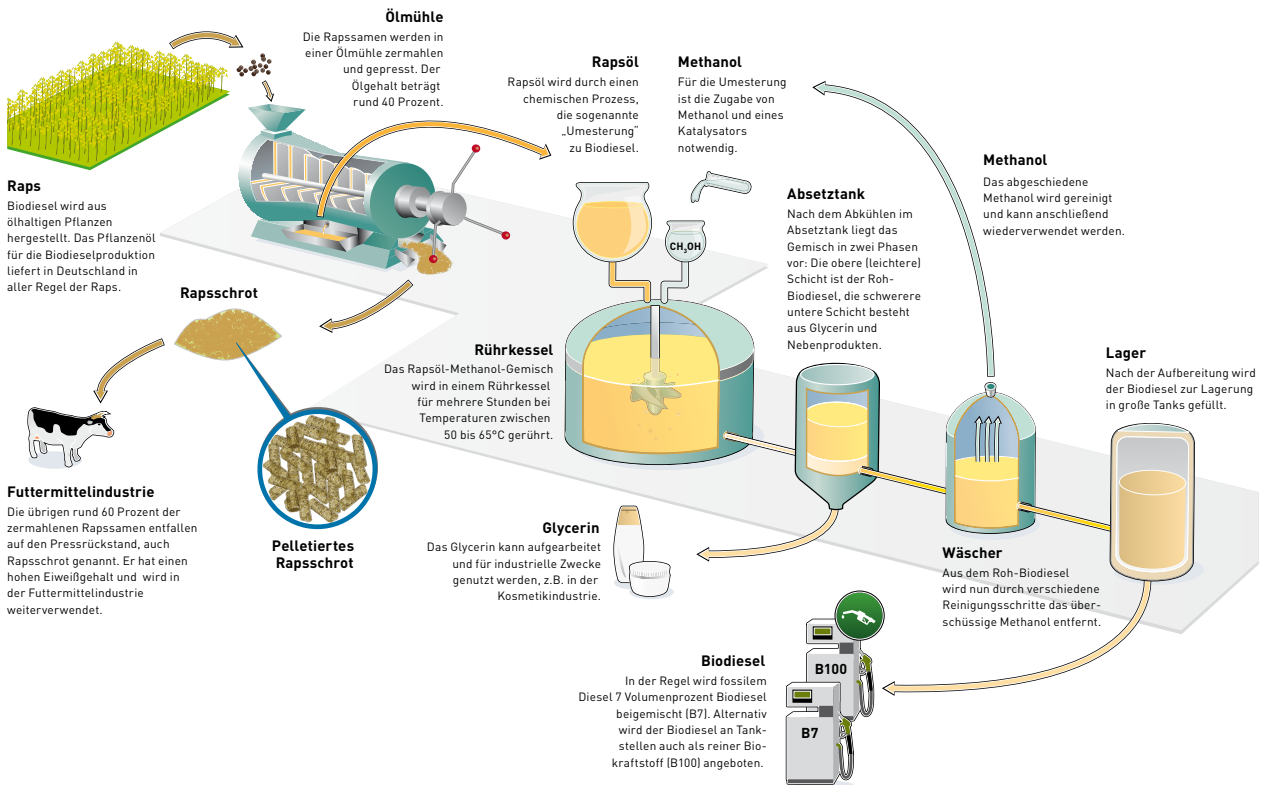 Ölmühle
Die Rapssamen werden in
einer Ölmühle zermahlen
und gepresst. Der
Ölgehalt beträgt
rund 40 Prozent.
Rapsöl
Rapsöl wird durch einen
chemischen Prozess,
die sogenannte
„Umesterung“
zu Biodiesel.
Methanol
Für die Umesterung
ist die Zugabe von
Methanol und eines
Katalysators
notwendig.
Methanol
Das abgeschiedene
Methanol wird gereinigt
und kann anschließend
wiederverwendet werden.
Raps
Biodiesel wird aus
ölhaltigen Pflanzen
hergestellt. Das Pflanzenöl
für die Biodieselproduktion
liefert in Deutschland in
aller Regel der Raps.
Absetztank
Nach dem Abkühlen im
Absetztank liegt das
Gemisch in zwei Phasen
vor: Die obere (leichtere)
Schicht ist der Roh-
Biodiesel, die schwerere
untere Schicht besteht
aus Glycerin und
Nebenprodukten.
CH₃OH
Rapsschrot
Rührkessel
Das Rapsöl-Methanol-Gemisch
wird in einem Rührkessel
für mehrere Stunden bei
Temperaturen zwischen
50 bis 65°C gerührt.
Lager
Nach der Aufbereitung wird
der Biodiesel zur Lagerung
in große Tanks gefüllt.
Futtermittelindustrie
Die übrigen rund 60 Prozent der
zermahlenen Rapssamen entfallen
auf den Pressrückstand, auch
Rapsschrot genannt. Er hat einen
hohen Eiweißgehalt und wird in
der Futtermittelindustrie
weiterverwendet.
Pelletiertes
Rapsschrot
Glycerin
Das Glycerin kann aufgearbeitet
und für industrielle Zwecke
genutzt werden, z.B. in der
Kosmetikindustrie.
Wäscher
Aus dem Roh-Biodiesel
wird nun durch verschiedene
Reinigungsschritte das über-
schüssige Methanol entfernt.
Biodiesel
In der Regel wird fossilem
Diesel 7 Volumenprozent Biodiesel
beigemischt (B7). Alternativ
wird der Biodiesel an Tank-
stellen auch als reiner Bio-
kraftstoff (B100) angeboten.
B100
B7